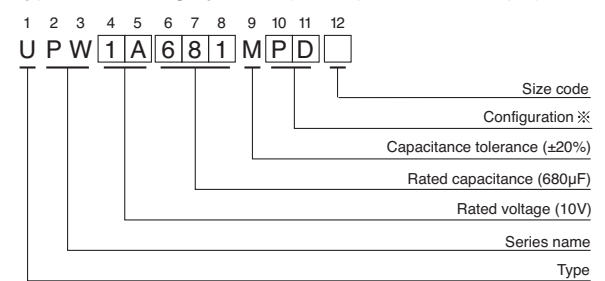 1 2 3 4 5 6 7 8 9 10 11 12
U P W 1 A 6 8 1 M P D
Size code
Configuration ※
Capacitance tolerance (±20%)
Rated capacitance (680µF)
Rated voltage (10V)
Series name
Type